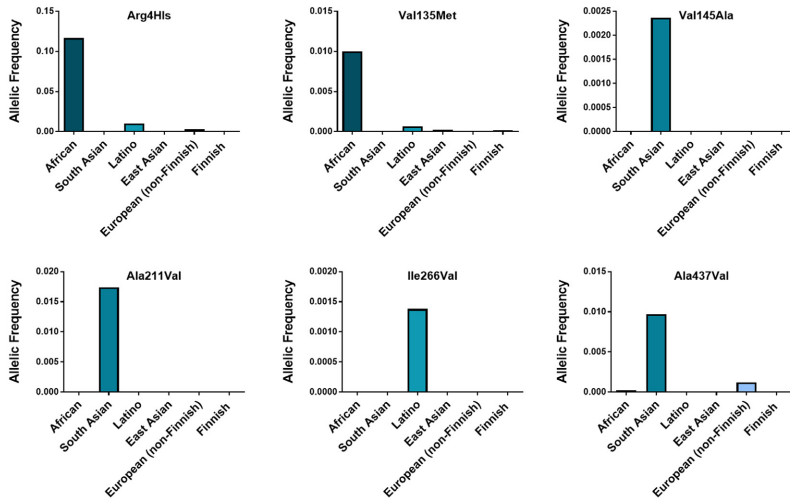 Arg4His
Allelic Frequency
0.15
0.10
0.05
0.00
African
South Asian
Latino
East Asian
European (non-Finnish)
Finnish
Val135Met
Allelic Frequency
0.015
0.010
0.005
0.000
African
South Asian
Latino
East Asian
European (non-Finnish)
Finnish
Val145Ala
Allelic Frequency
0.0025
0.0020
0.0015
0.0010
0.0005
0.0000
African
South Asian
Latino
East Asian
European (non-Finnish)
Finnish
Ala211Val
Allelic Frequency
0.020
0.015
0.010
0.005
0.000
African
South Asian
Latino
East Asian
European (non-Finnish)
Finnish
Ile266Val
Allelic Frequency
0.0020
0.0015
0.0010
0.0005
0.0000
African
South Asian
Latino
East Asian
European (non-Finnish)
Finnish
Ala437Val
Allelic Frequency
0.015
0.010
0.005
0.000
African
South Asian
Latino
East Asian
European (non-Finnish)
Finnish